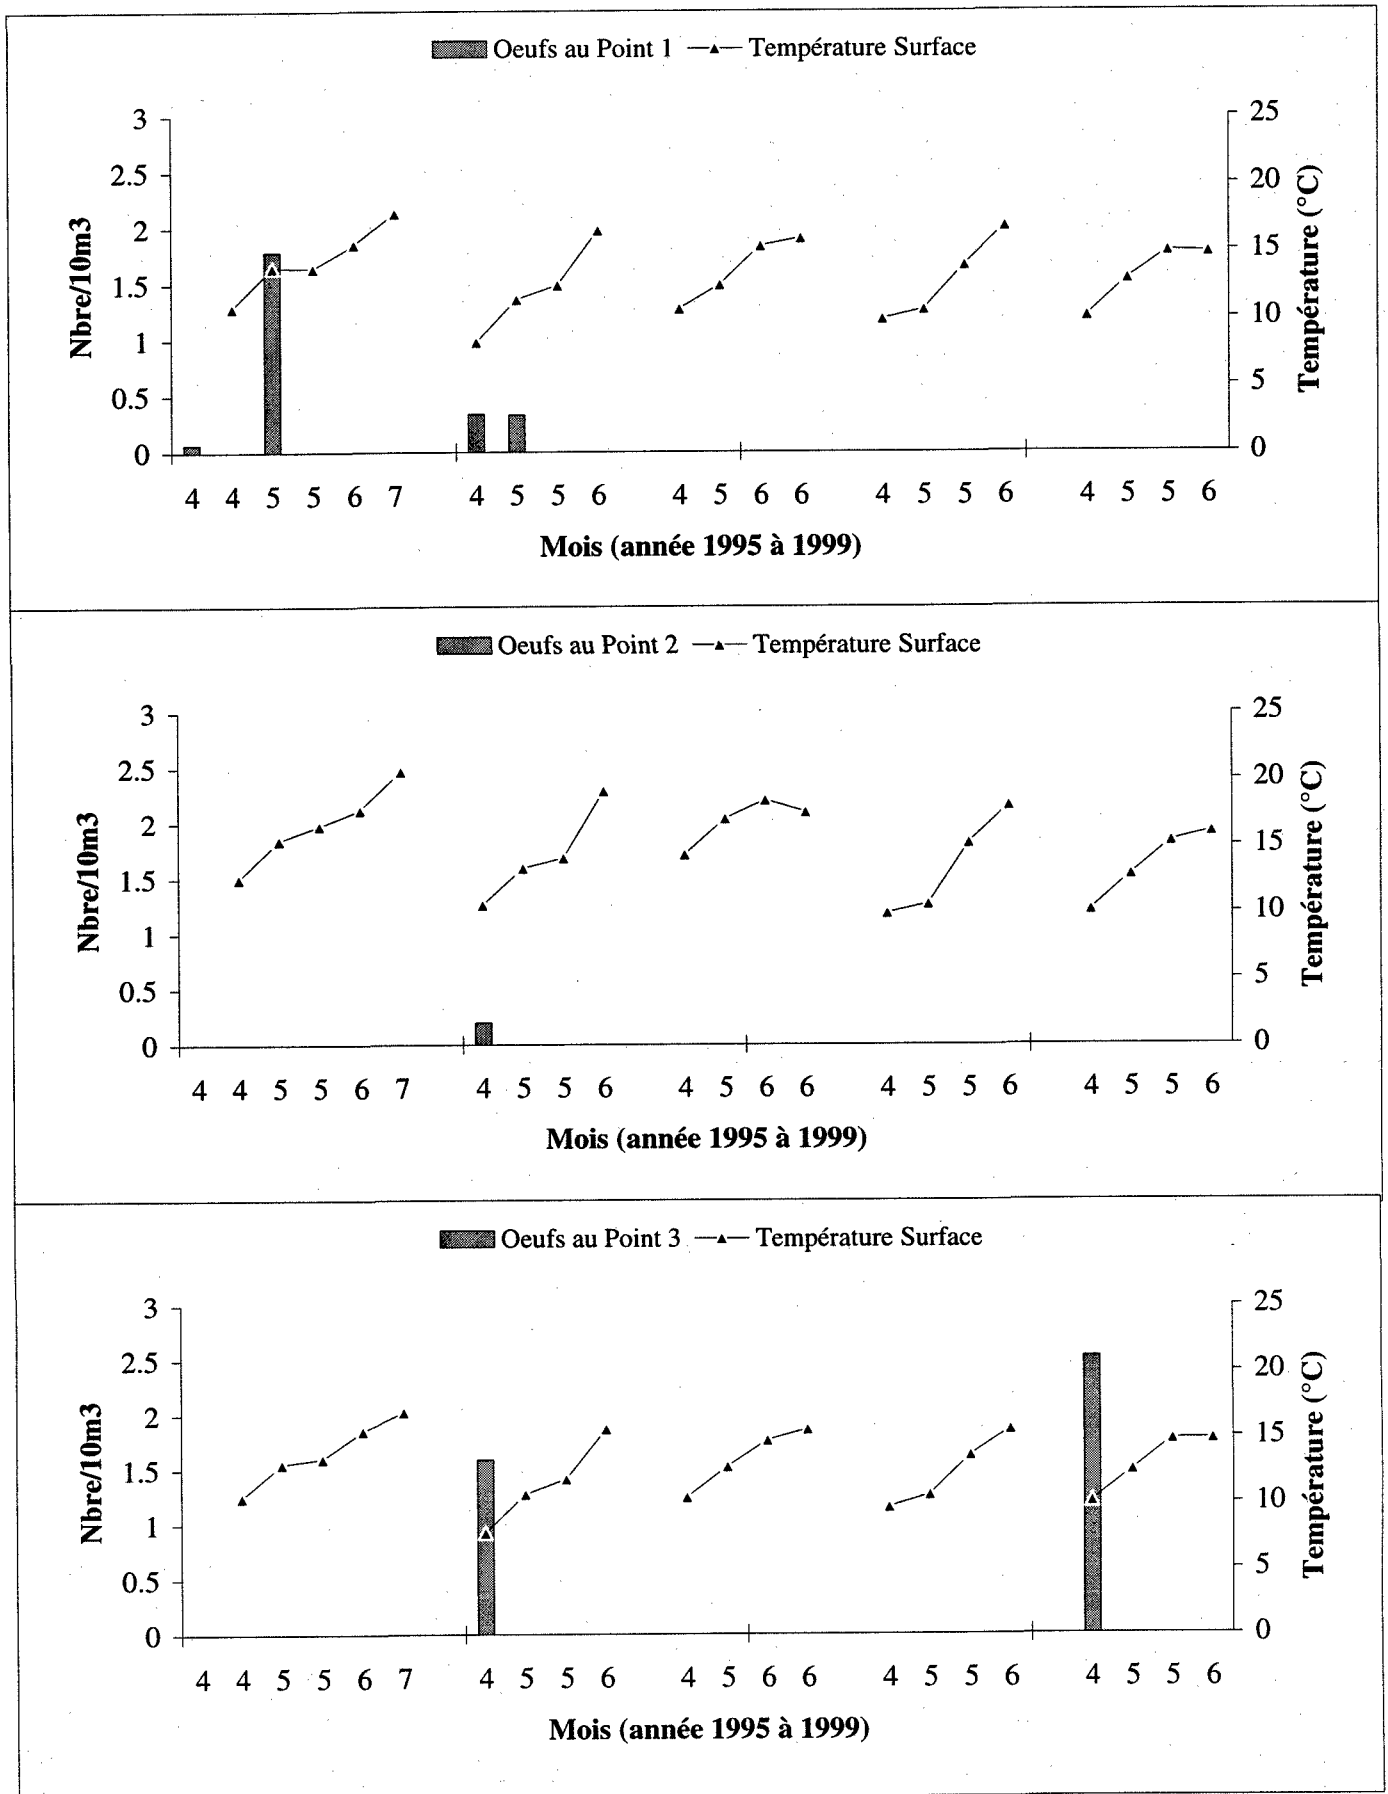 Oeufs au Point 1 Température Surface
3
2.5
2
1.5
1
0.5
0
Nbre/10m3
25
20
15
10
5
0
Température (°C)
4 4 5 5 6 7 4 5 5 6 4 5 6 6 4 5 5 6 4 5 5 6
Mois (année 1995 à 1999)
Oeufs au Point 2 Température Surface
3
2.5
2
1.5
1
0.5
0
Nbre/10m3
25
20
15
10
5
0
Température (°C)
4 4 5 5 6 7 4 5 5 6 4 5 6 6 4 5 5 6 4 5 5 6
Mois (année 1995 à 1999)
Oeufs au Point 3 Température Surface
3
2.5
2
1.5
1
0.5
0
Nbre/10m3
25
20
15
10
5
0
Température (°C)
4 4 5 5 6 7 4 5 5 6 4 5 6 6 4 5 5 6 4 5 5 6
Mois (année 1995 à 1999)